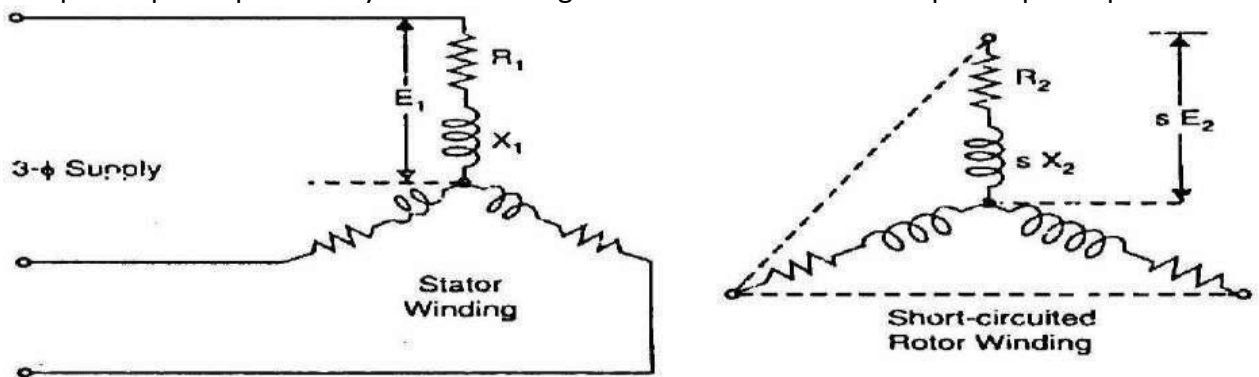 R₁
E₁
X₁
3-ϕ Supply
Stator
Winding
R₂
s E₂
s X₂
Short-circuited
Rotor Winding